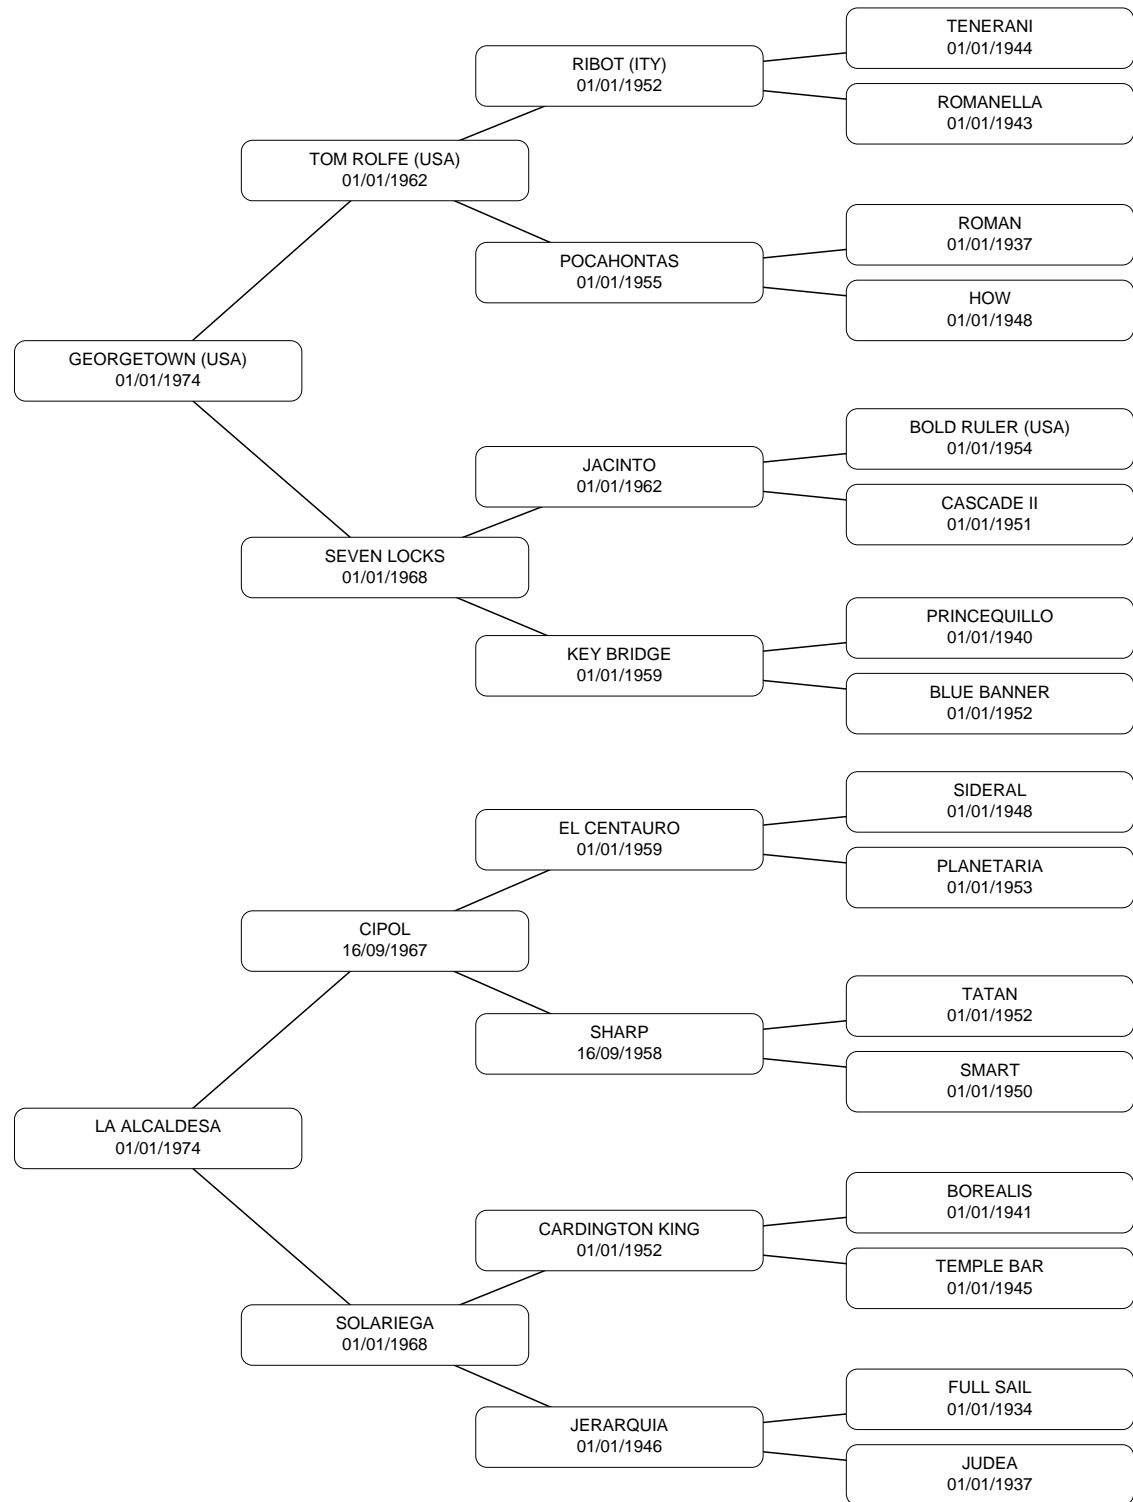 TENERANI
01/01/1944
RIBOT (ITY)
01/01/1952
ROMANELLA
01/01/1943
TOM ROLFE (USA)
01/01/1962
ROMAN
01/01/1937
POCAHONTAS
01/01/1955
HOW
01/01/1948
GEORGETOWN (USA)
01/01/1974
BOLD RULER (USA)
01/01/1954
JACINTO
01/01/1962
CASCADE II
01/01/1951
SEVEN LOCKS
01/01/1968
PRINCEQUILLO
01/01/1940
KEY BRIDGE
01/01/1959
BLUE BANNER
01/01/1952
SIDERAL
01/01/1948
EL CENTAURO
01/01/1959
PLANETARIA
01/01/1953
CIPOL
16/09/1967
TATAN
01/01/1952
SHARP
16/09/1958
SMART
01/01/1950
LA ALCALDESA
01/01/1974
BOREALIS
01/01/1941
CARDINGTON KING
01/01/1952
TEMPLE BAR
01/01/1945
SOLARIEGA
01/01/1968
FULL SAIL
01/01/1934
JERARQUIA
01/01/1946
JUDEA
01/01/1937